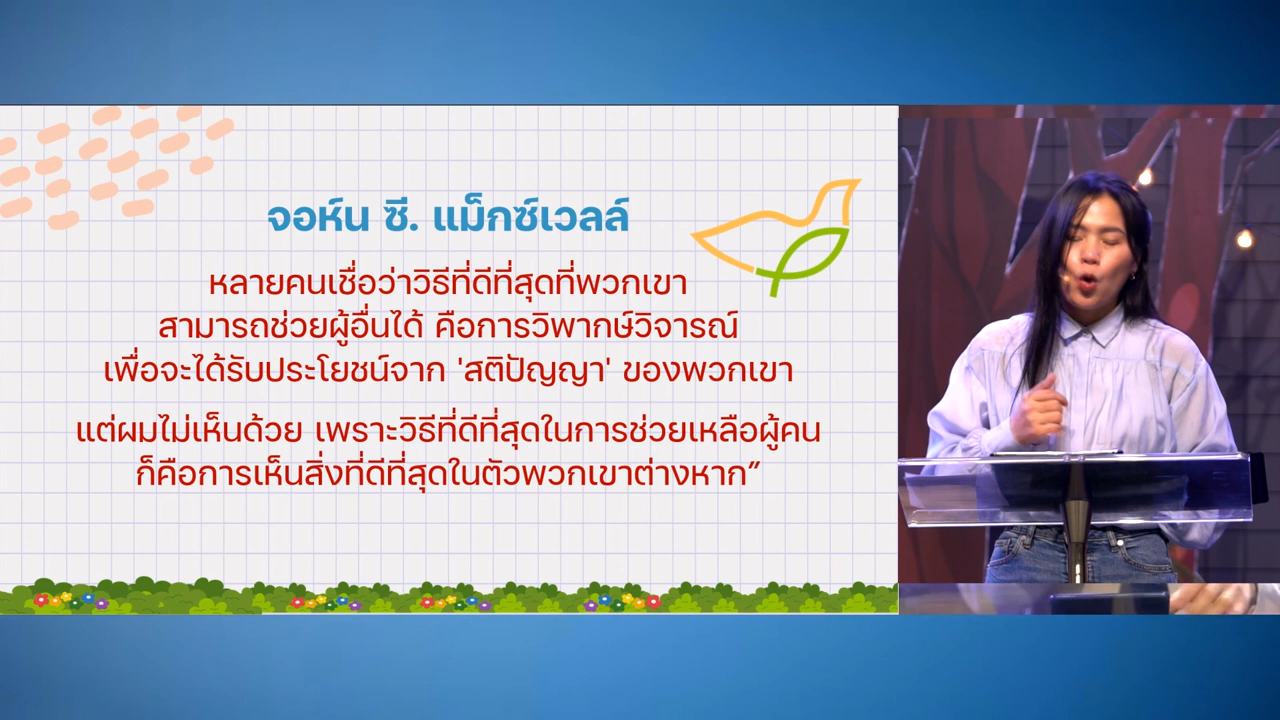 จอห์น ซี. แม็กซ์เวลล์
หลายคนเชื่อว่าวิธีที่ดีที่สุดที่พวกเขา
สามารถช่วยผู้อื่นได้ คือการวิพากษ์วิจารณ์
เพื่อจะได้รับประโยชน์จาก 'สติปัญญา' ของพวกเขา
แต่ผมไม่เห็นด้วย เพราะวิธีที่ดีที่สุดในการช่วยเหลือผู้คน
ก็คือการเห็นสิ่งที่ดีที่สุดในตัวพวกเขาต่างหาก”